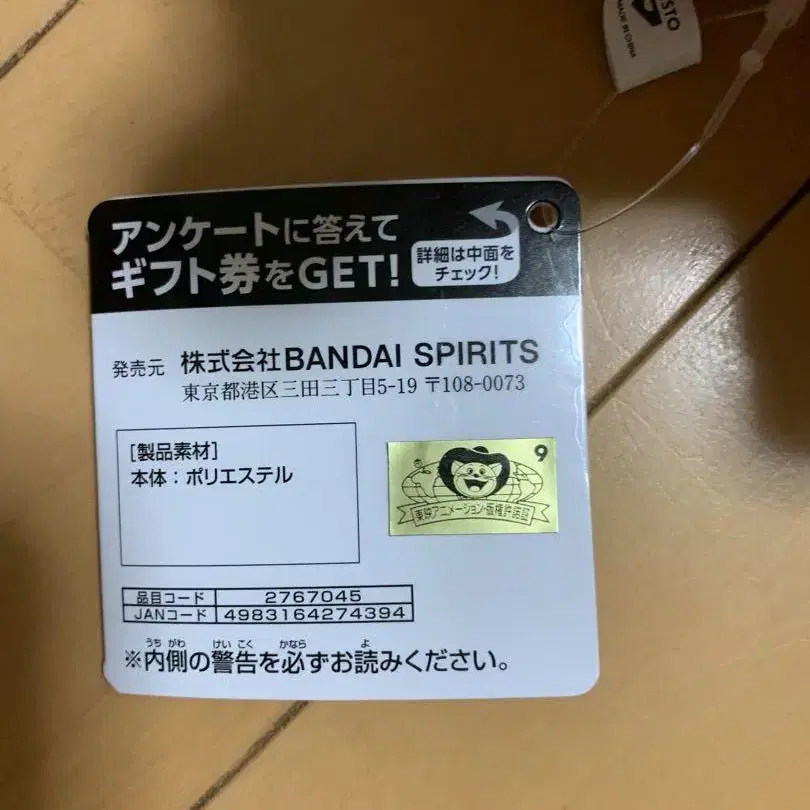 STO
MADE IN CHINA
アンケートに答えて
ギフト券をGET!
詳細は中面を
チェック!
発売元 株式会社BANDAI SPIRITS
東京都港区三田三丁目5-19 〒108-0073
[製品素材]
本体：ポリエステル
9
東映アニメーション・版権許諾証
品目コード 2767045
JANコード 4983164274394
うちがわ けいこく かなら よ
※内側の警告を必ずお読みください。